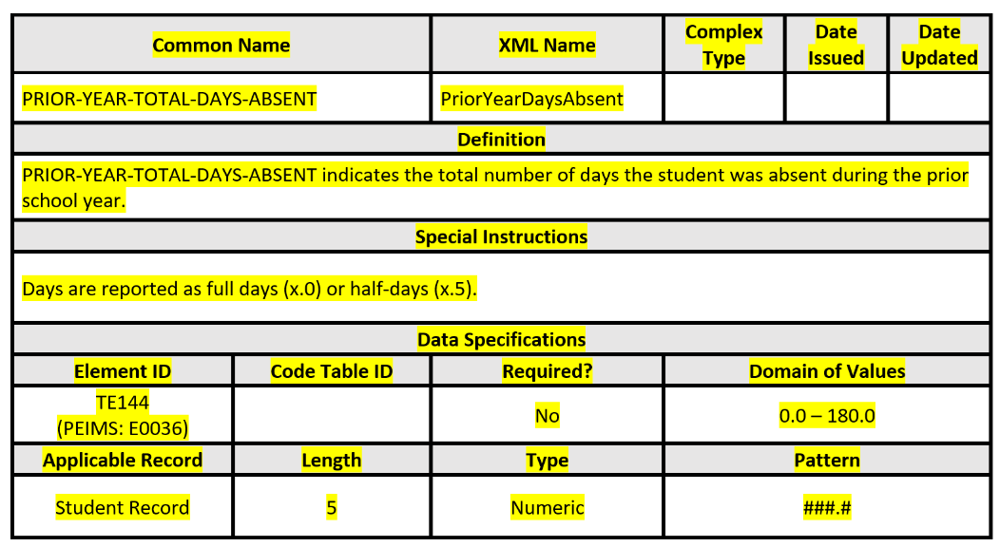 Common Name
XML Name
Complex
Type
Date
Issued
Date
Updated
PRIOR-YEAR-TOTAL-DAYS-ABSENT
PriorYearDaysAbsent
Definition
PRIOR-YEAR-TOTAL-DAYS-ABSENT indicates the total number of days the student was absent during the prior
school year.
Special Instructions
Days are reported as full days (x.0) or half-days (x.5).
Data Specifications
Element ID
Code Table ID
Required?
Domain of Values
TE144
(PEIMS: E0036)
No
0.0 – 180.0
Applicable Record
Length
Type
Pattern
Student Record
5
Numeric
###.#